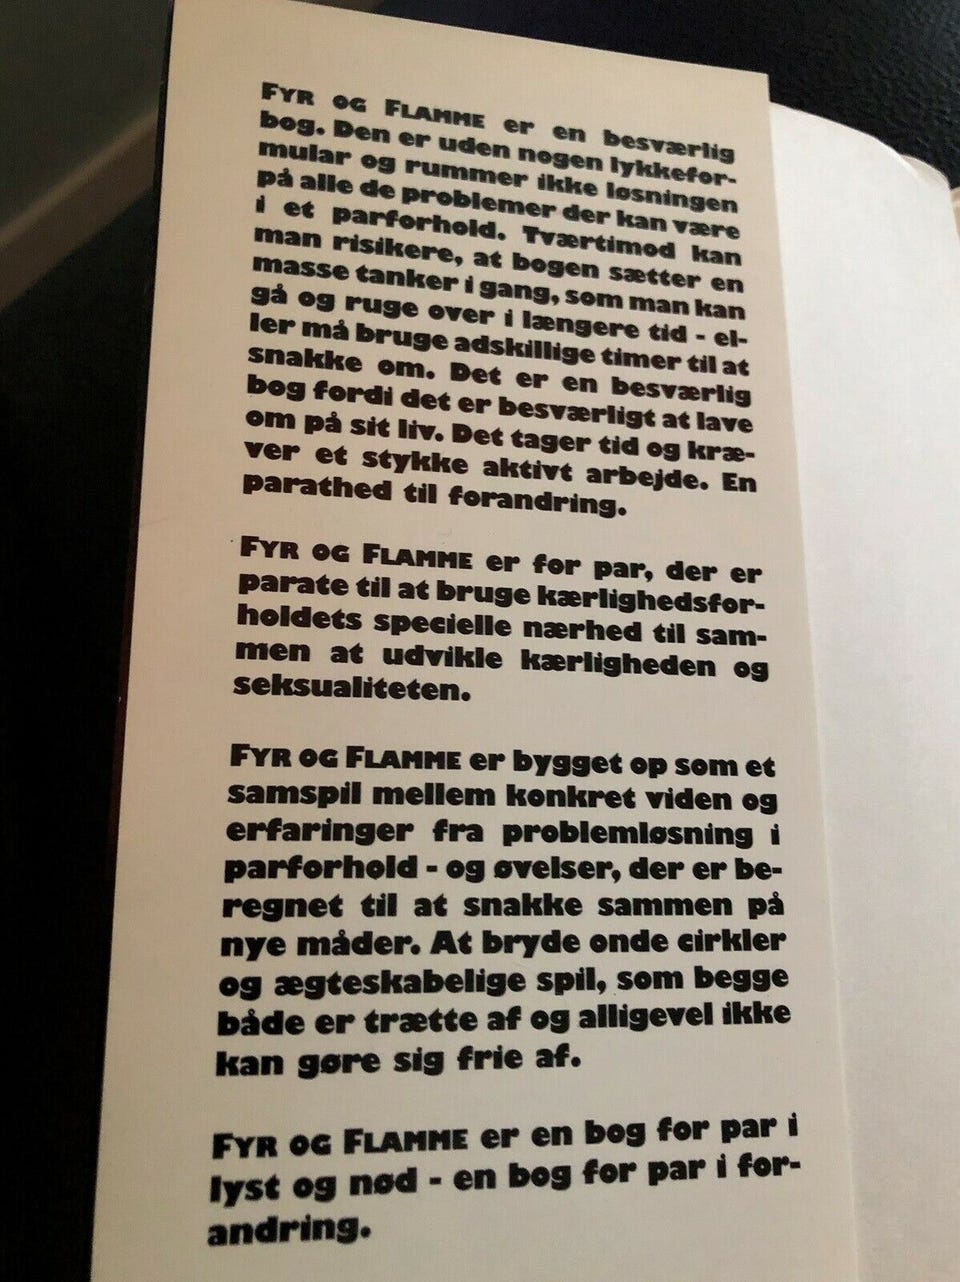 FYR OG FLAMME er en besværlig
bog. Den er uden nogen lykkefor-
mular og rummer ikke løsningen
på alle de problemer der kan være
i et parforhold. Tværtimod kan
man risikere, at bogen sætter en
masse tanker i gang, som man kan
gå og ruge over i længere tid - el-
ler må bruge adskillige timer til at
snakke om. Det er en besværlig
bog fordi det er besværligt at lave
om på sit liv. Det tager tid og kræ-
ver et stykke aktivt arbejde. En
parathed til forandring.
FYR OG FLAMME er for par, der er
parate til at bruge kærlighedsfor-
holdets specielle nærhed til sam-
men at udvikle kærligheden og
seksualiteten.
FYR OG FLAMME er bygget op som et
samspil mellem konkret viden og
erfaringer fra problemløsning i
parforhold - og øvelser, der er be-
regnet til at snakke sammen på
nye måder. At bryde onde cirkler
og ægteskabelige spil, som begge
både er trætte af og alligevel ikke
kan gøre sig frie af.
FYR OG FLAMME er en bog for par i
lyst og nød - en bog for par i for-
andring.